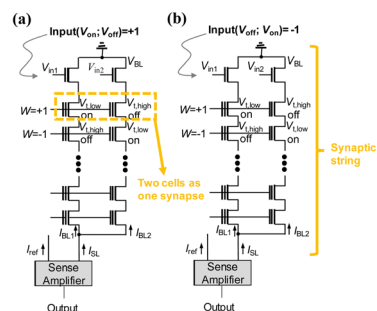 (a)
Input(Von; Voff)=+1
VBL
Vin1
Vin2
W=+1
Vt,low
on
Vt,high
off
W=-1
Vt,high
off
Vt,low
on
Two cells as
one synapse
IBL1
IBL2
Iref
ISL
Sense
Amplifier
Output
(b)
Input(Voff; Von)=-1
VBL
Vin1
Vin2
W=+1
Vt,low
on
Vt,high
off
W=-1
Vt,high
off
Vt,low
on
Synaptic
string
IBL1
IBL2
Iref
ISL
Sense
Amplifier
Output